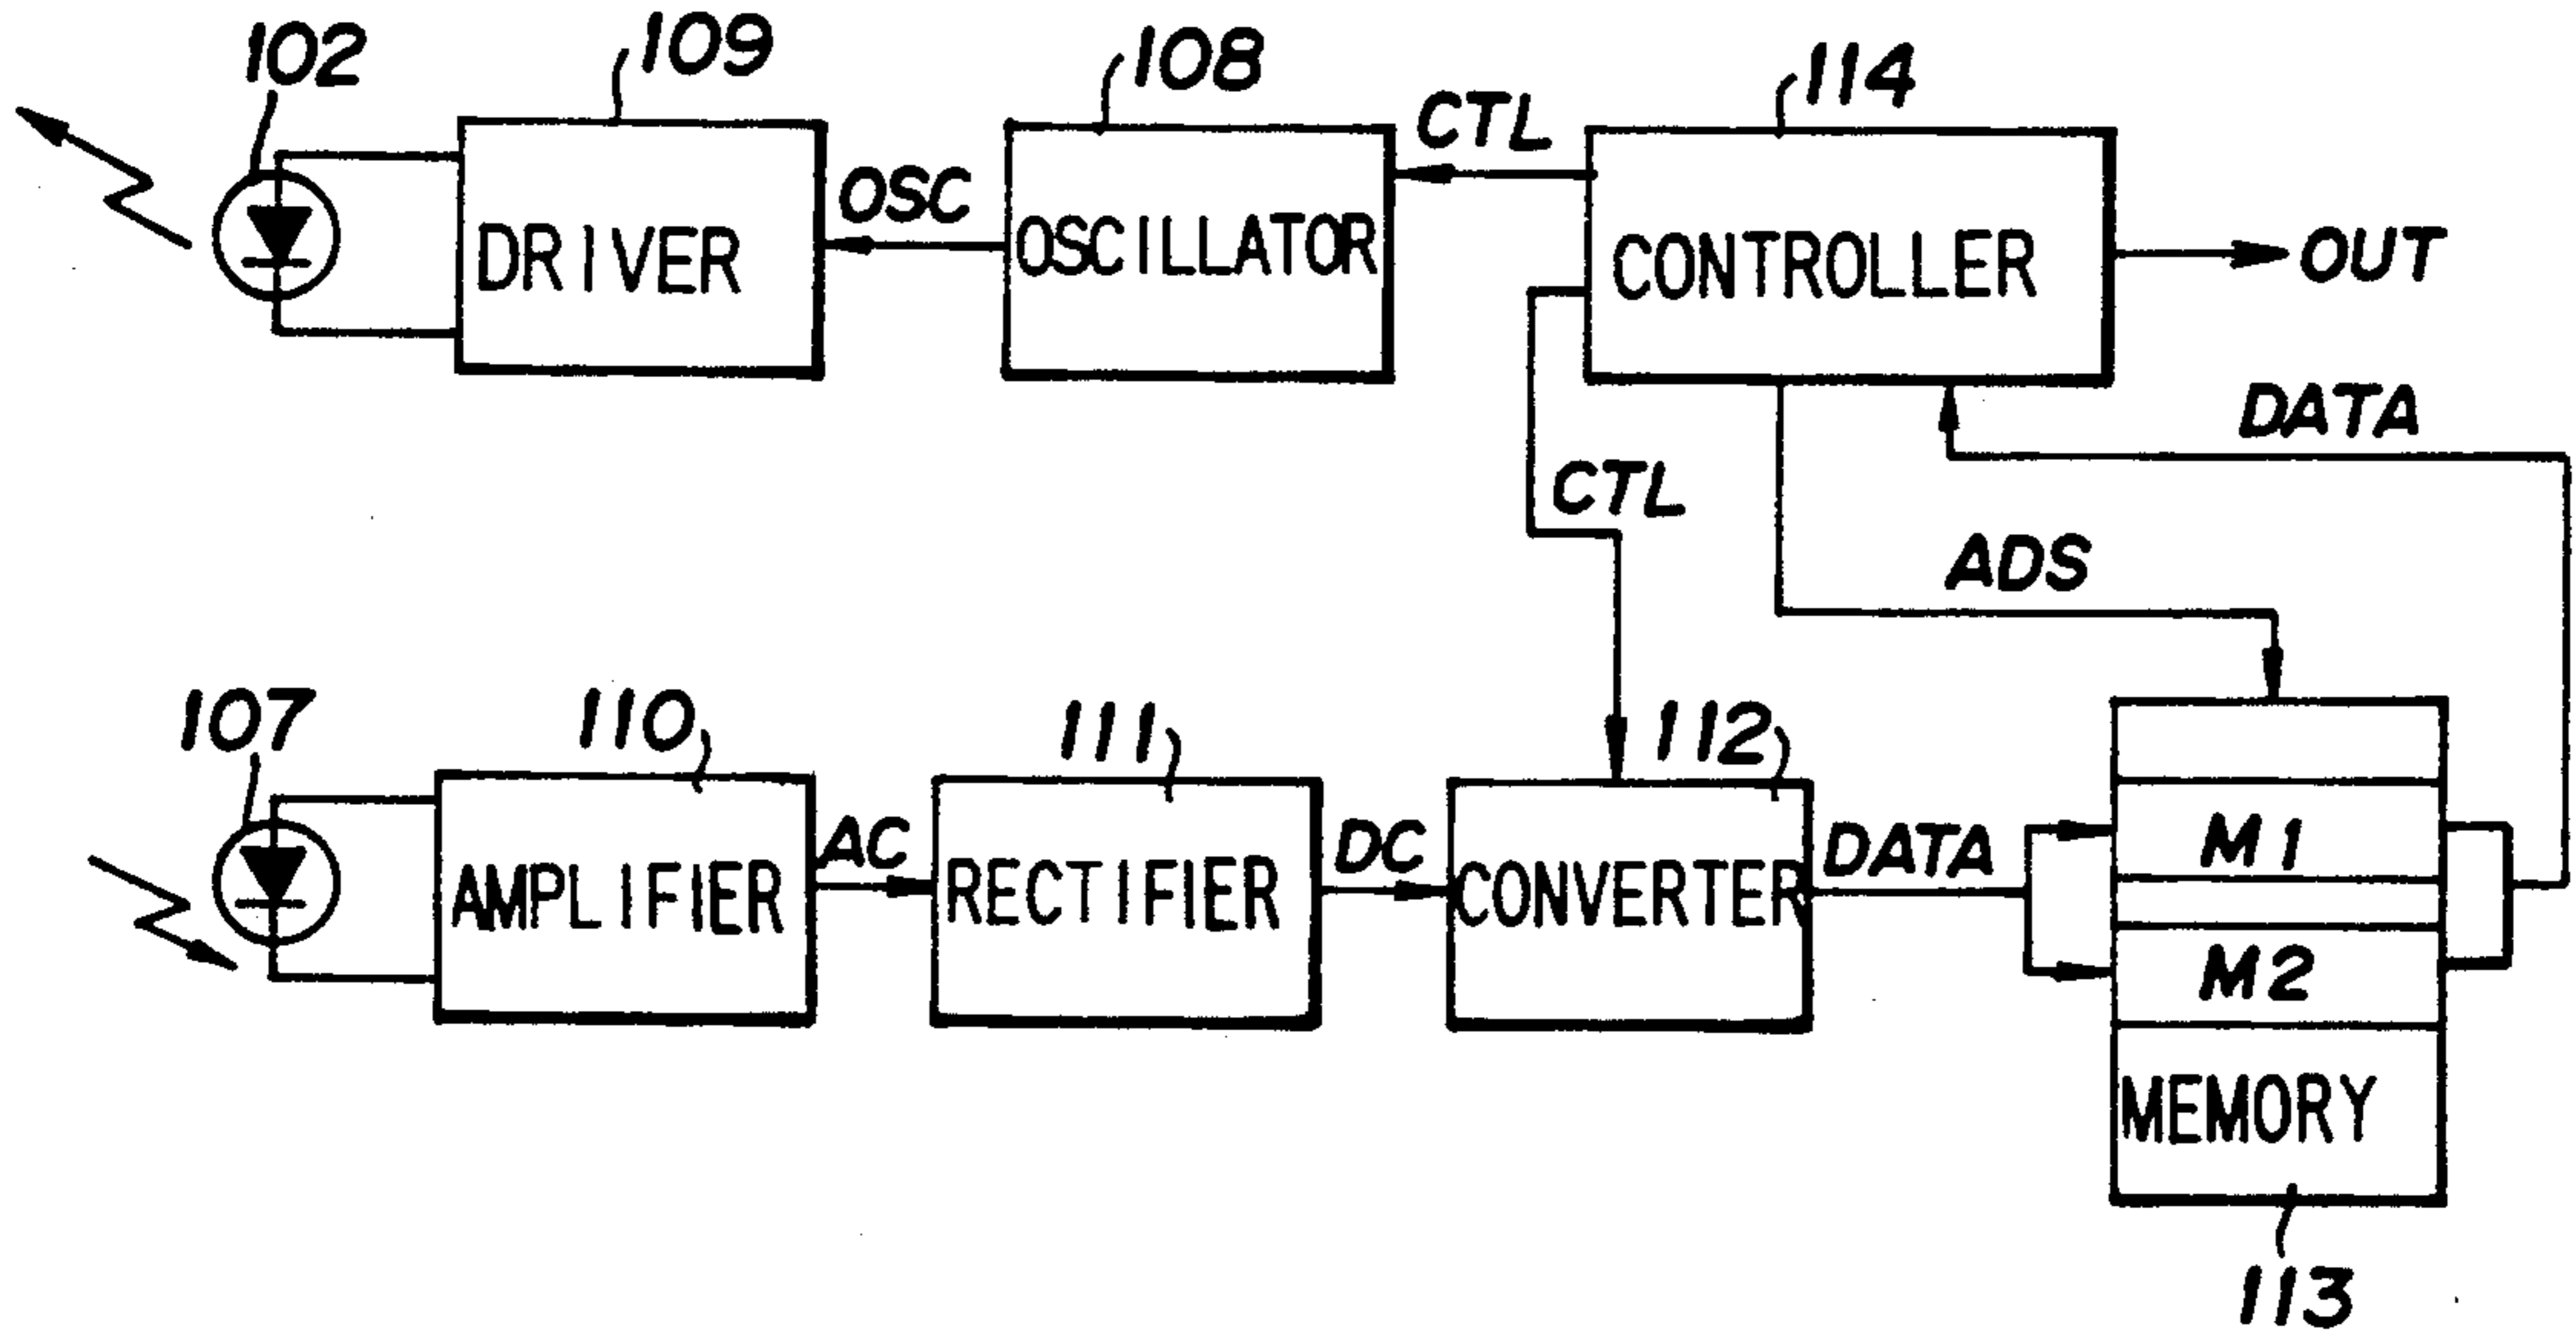 102
109
108
114
CTL
OSC
DRIVER
OSCILLATOR
CONTROLLER
OUT
DATA
CTL
ADS
107
110
111
112
AC
DC
DATA
AMPLIFIER
RECTIFIER
CONVERTER
M1
M2
MEMORY
113